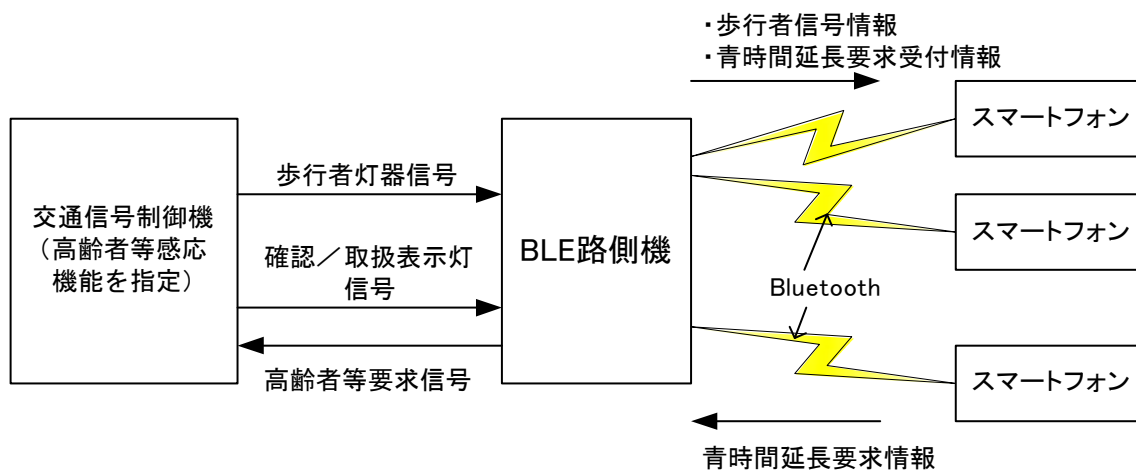 ・歩行者信号情報
・青時間延長要求受付情報
スマートフォン
歩行者灯器信号
交通信号制御機
（高齢者等感応
機能を指定）
確認／取扱表示灯
信号
高齢者等要求信号
BLE路側機
スマートフォン
Bluetooth
スマートフォン
青時間延長要求情報